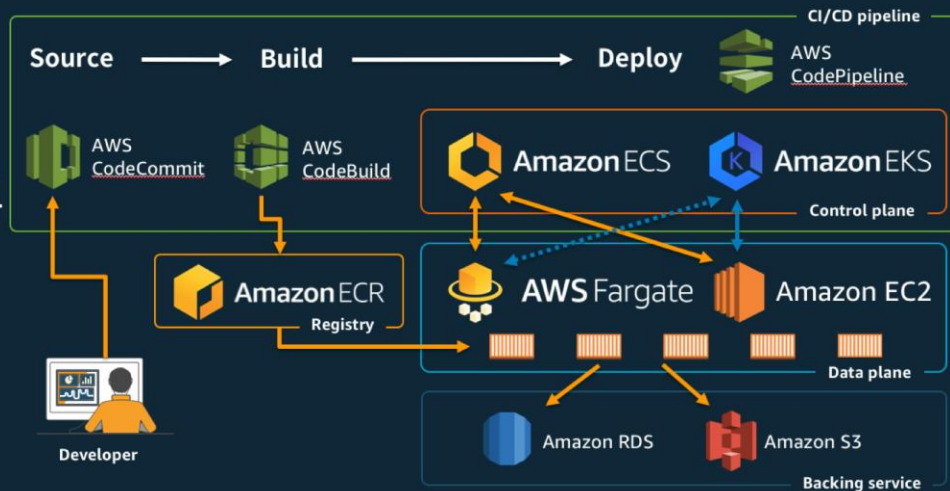 CI/CD pipeline
Source
Build
Deploy
AWS
CodePipeline
AWS
CodeCommit
AWS
CodeBuild
Amazon ECS
K
Amazon EKS
Control plane
Amazon ECR
Registry
AWS Fargate
Amazon EC2
Data plane
Developer
Amazon RDS
Amazon S3
Backing service